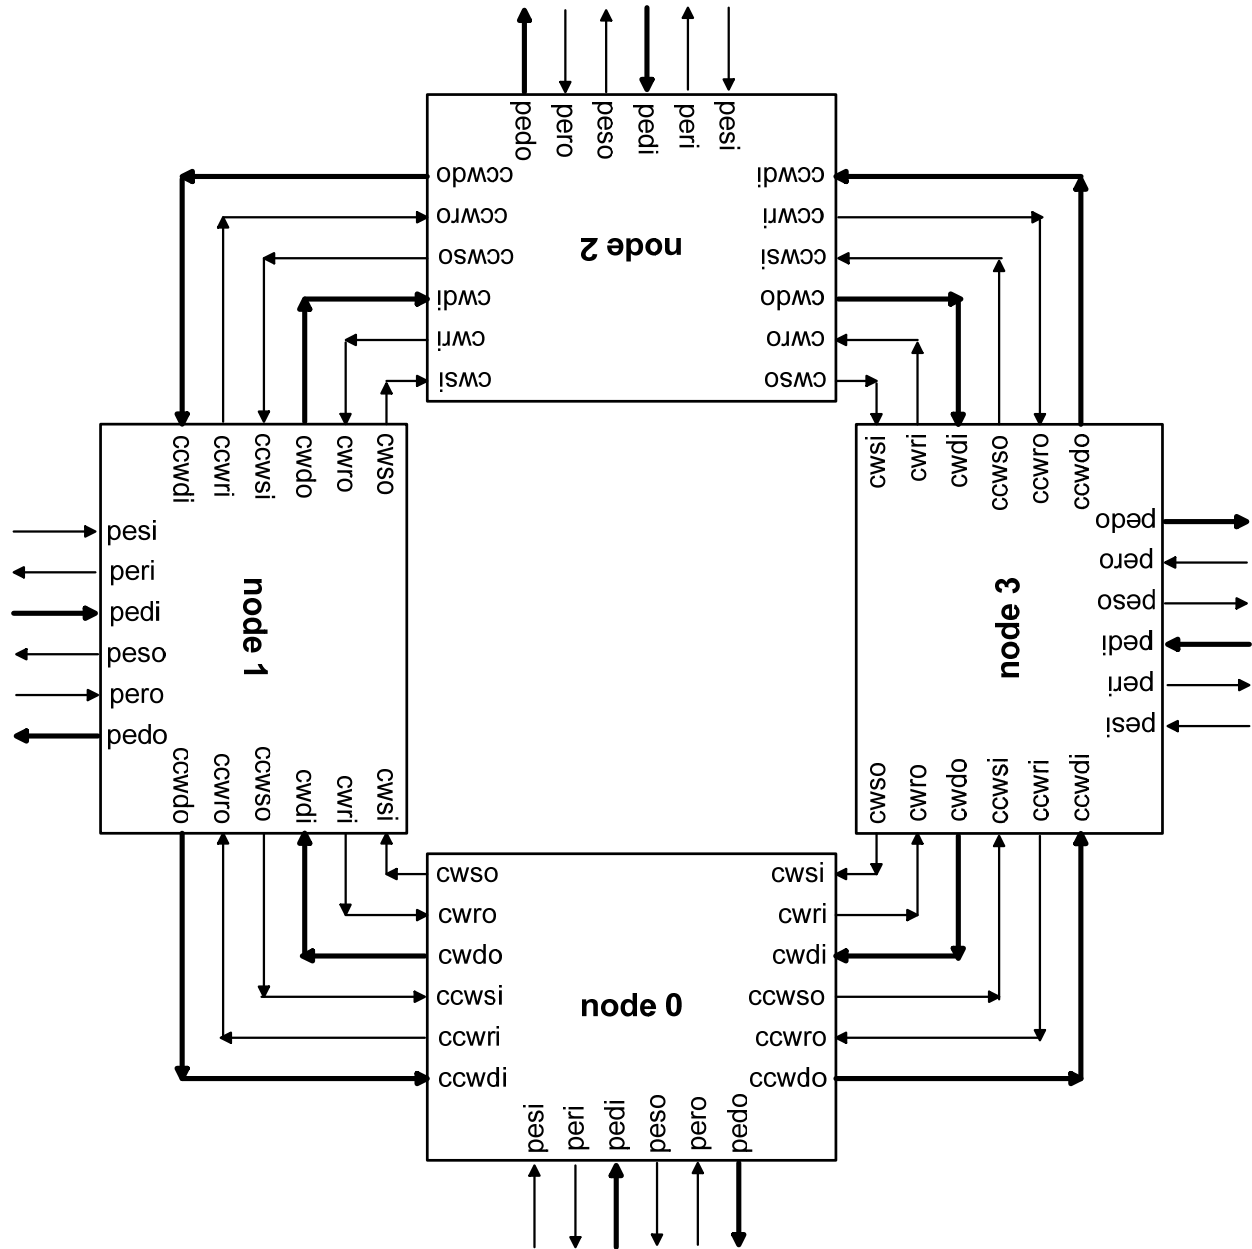 pedo
pero
peso
pedi
peri
pesi
ccwdo
ccwro
ccwso
cwdi
cwri
cwsi
node 2
ccwdi
ccwri
ccwsi
cwdo
cwro
cwso
ccwdi
ccwri
ccwsi
cwdo
cwro
cwso
pesi
peri
pedi
peso
pero
pedo
node 1
ccwdo
ccwro
ccwso
cwdi
cwri
cwsi
cwsi
cwri
cwdi
ccwso
ccwro
ccwdo
node 3
pedo
pero
peso
pedi
peri
pesi
cwso
cwro
cwdo
ccwsi
ccwri
ccwdi
cwso
cwro
cwdo
ccwsi
ccwri
ccwdi
node 0
cwsi
cwri
cwdi
ccwso
ccwro
ccwdo
pesi
peri
pedi
peso
pero
pedo